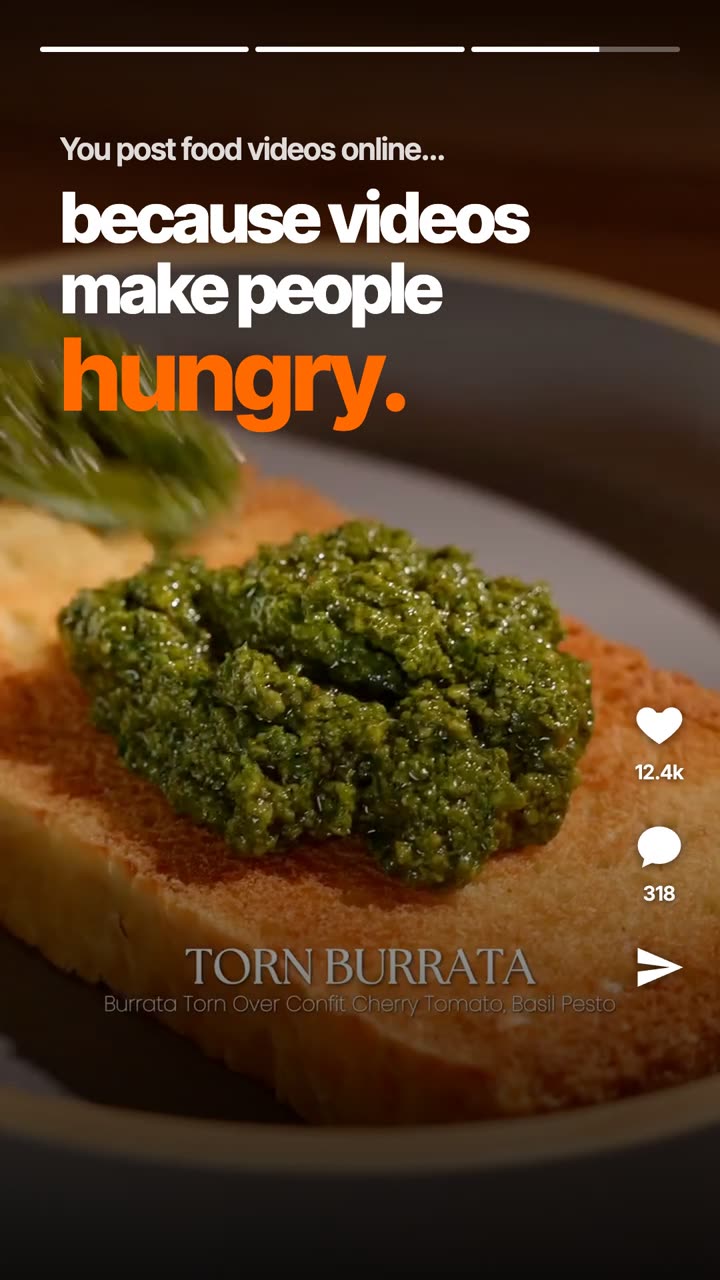 You post food videos online...
because videos
make people
hungry.
12.4k
318
TORN BURRATA
Burrata Torn Over Confit Cherry Tomato, Basil Pesto